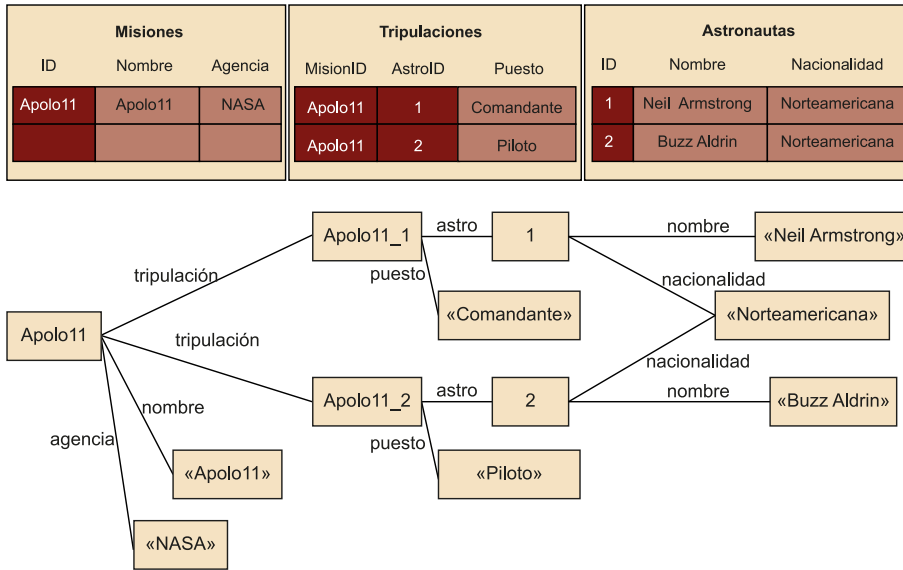 Misiones
ID Nombre Agencia
Apolo11 Apolo11 NASA
Tripulaciones
MisionID AstroID Puesto
Apolo11 1 Comandante
Apolo11 2 Piloto
Astronautas
ID Nombre Nacionalidad
1 Neil Armstrong Norteamericana
2 Buzz Aldrin Norteamericana
Apolo11_1 astro 1 nombre «Neil Armstrong»
tripulación puesto nacionalidad
«Comandante» «Norteamericana»
Apolo11
tripulación nacionalidad
Apolo11_2 astro 2 nombre «Buzz Aldrin»
nombre
agencia puesto
«Apolo11» «Piloto»
«NASA»